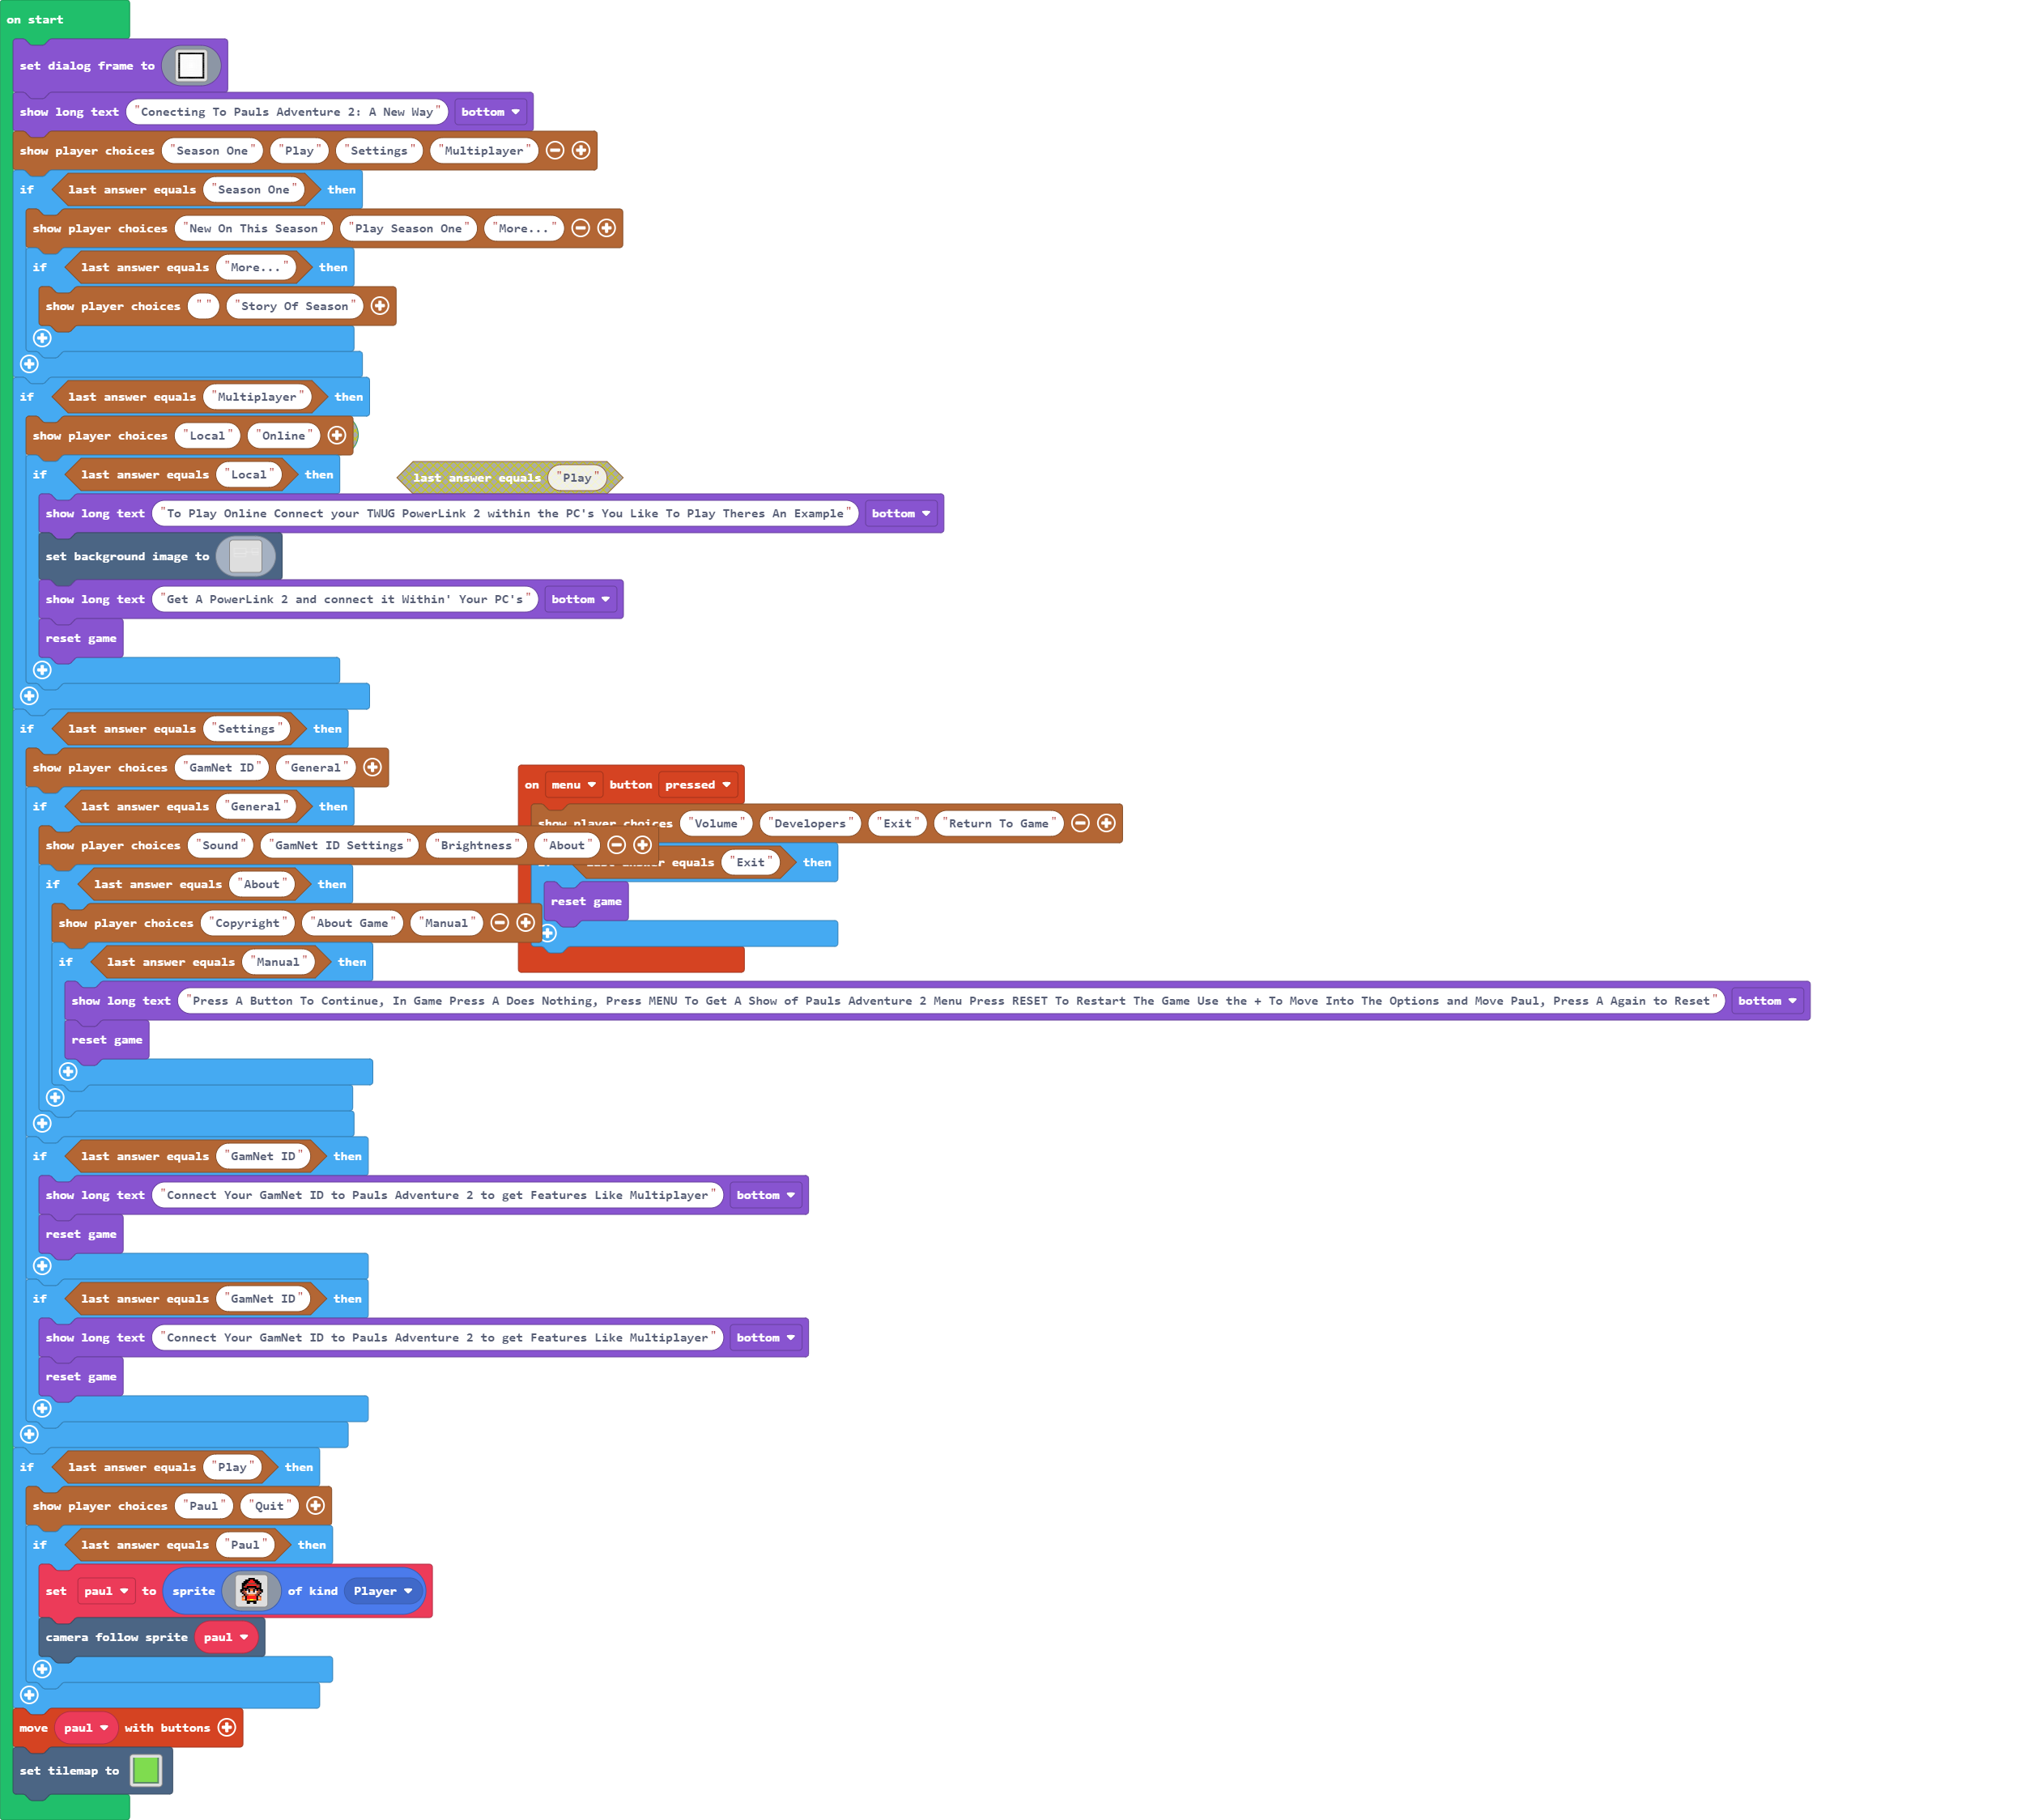 on start
set dialog frame to
show long text "Conecting To Pauls Adventure 2: A New Way" bottom
show player choices "Season One" "Play" "Settings" "Multiplayer"
if last answer equals "Season One" then
show player choices "New On This Season" "Play Season One" "More..."
if last answer equals "More..." then
show player choices " " "Story Of Season"
if last answer equals "Multiplayer" then
show player choices "Local" "Online"
if last answer equals "Local" then
last answer equals "Play"
show long text "To Play Online Connect your TWUG PowerLink 2 within the PC's You Like To Play Theres An Example" bottom
set background image to
show long text "Get A PowerLink 2 and connect it Within' Your PC's" bottom
reset game
if last answer equals "Settings" then
show player choices "GamNet ID" "General"
if last answer equals "General" then
show player choices "Sound" "GamNet ID Settings" "Brightness" "About"
if last answer equals "About" then
show player choices "Copyright" "About Game" "Manual"
if last answer equals "Manual" then
show long text "Press A Button To Continue, In Game Press A Does Nothing, Press MENU To Get A Show of Pauls Adventure 2 Menu Press RESET To Restart The Game Use the + To Move Into The Options and Move Paul, Press A Again to Reset" bottom
reset game
if last answer equals "GamNet ID" then
show long text "Connect Your GamNet ID to Pauls Adventure 2 to get Features Like Multiplayer" bottom
reset game
if last answer equals "GamNet ID" then
show long text "Connect Your GamNet ID to Pauls Adventure 2 to get Features Like Multiplayer" bottom
reset game
if last answer equals "Play" then
show player choices "Paul" "Quit"
if last answer equals "Paul" then
set paul to sprite of kind Player
camera follow sprite paul
move paul with buttons
set tilemap to
on menu button pressed
show player choices "Volume" "Developers" "Exit" "Return To Game"
equals "Exit" then
reset game